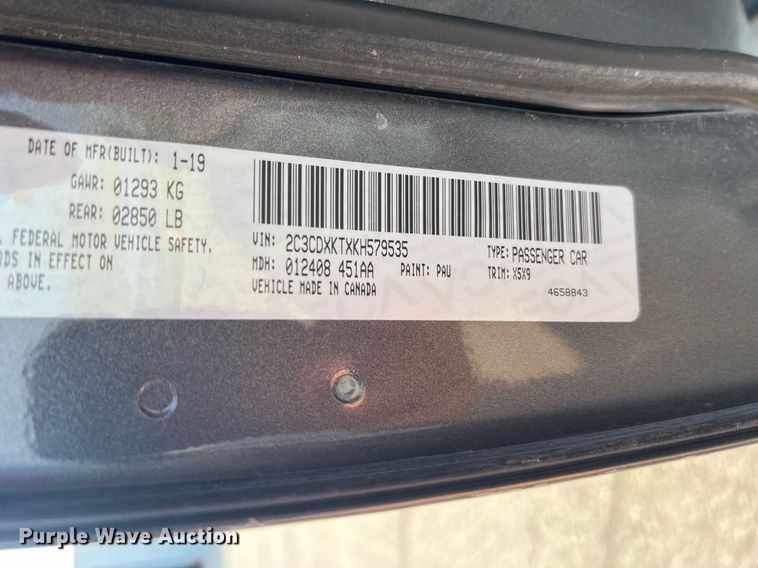 DATE OF MFR(BUILT): 1-19
GAWR: 01293 KG
REAR: 02850 LB
FEDERAL MOTOR VEHICLE SAFETY,
RDS IN EFFECT ON
ABOVE.
VIN: 2C3CDXKTXKH579535
TYPE: PASSENGER CAR
MDH: 012408 451AA PAINT: PAU TRIM: X5X9
VEHICLE MADE IN CANADA
4658843
Purple Wave Auction